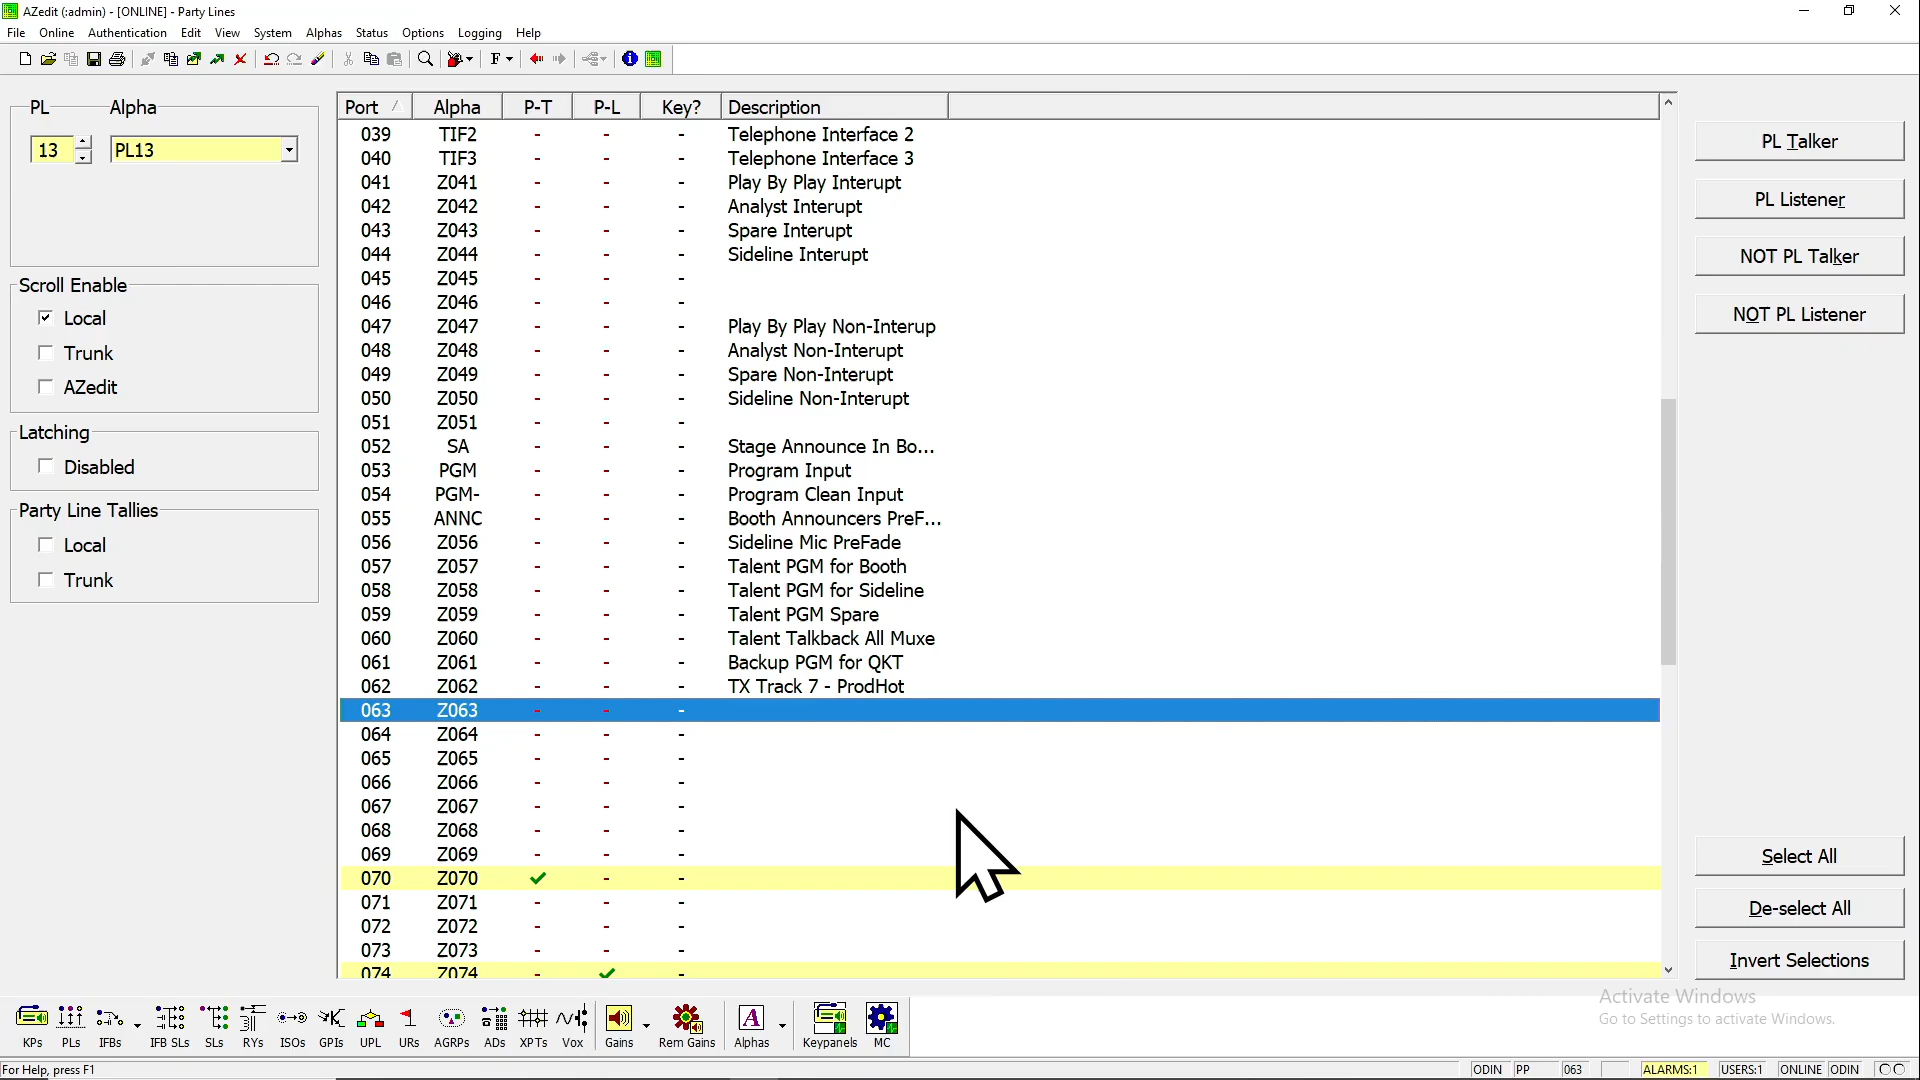 AZedit (:admin) - [ONLINE] - Party Lines
File Online Authentication Edit View System Alphas Status Options Logging Help
PL Alpha
13 PL13
Scroll Enable
Local
Trunk
AZedit
Latching
Disabled
Party Line Tallies
Local
Trunk
Port Alpha P-T P-L Key? Description
039 TIF2 - - - Telephone Interface 2
040 TIF3 - - - Telephone Interface 3
041 Z041 - - - Play By Play Interupt
042 Z042 - - - Analyst Interupt
043 Z043 - - - Spare Interupt
044 Z044 - - - Sideline Interupt
045 Z045 - - -
046 Z046 - - -
047 Z047 - - - Play By Play Non-Interup
048 Z048 - - - Analyst Non-Interupt
049 Z049 - - - Spare Non-Interupt
050 Z050 - - - Sideline Non-Interupt
051 Z051 - - -
052 SA - - - Stage Announce In Bo...
053 PGM - - - Program Input
054 PGM- - - - Program Clean Input
055 ANNC - - - Booth Announcers PreF...
056 Z056 - - - Sideline Mic PreFade
057 Z057 - - - Talent PGM for Booth
058 Z058 - - - Talent PGM for Sideline
059 Z059 - - - Talent PGM Spare
060 Z060 - - - Talent Talkback All Muxe
061 Z061 - - - Backup PGM for QKT
062 Z062 - - - TX Track 7 - ProdHot
063 Z063 - - -
064 Z064 - - -
065 Z065 - - -
066 Z066 - - -
067 Z067 - - -
068 Z068 - - -
069 Z069 - - -
070 Z070 ✓ - -
071 Z071 - - -
072 Z072 - - -
073 Z073 - - -
074 Z074 - ✓ -
PL Talker
PL Listener
NOT PL Talker
NOT PL Listener
Select All
De-select All
Invert Selections
Activate Windows
Go to Settings to activate Windows.
KPs PLs IFBs IFB SLs SLs RYs ISOs GPIs UPL URs AGRPs ADs XPTs Vox Gains Rem Gains Alphas Keypanels MC
For Help, press F1 ODIN PP 063 ALARMS:1 USERS:1 ONLINE ODIN